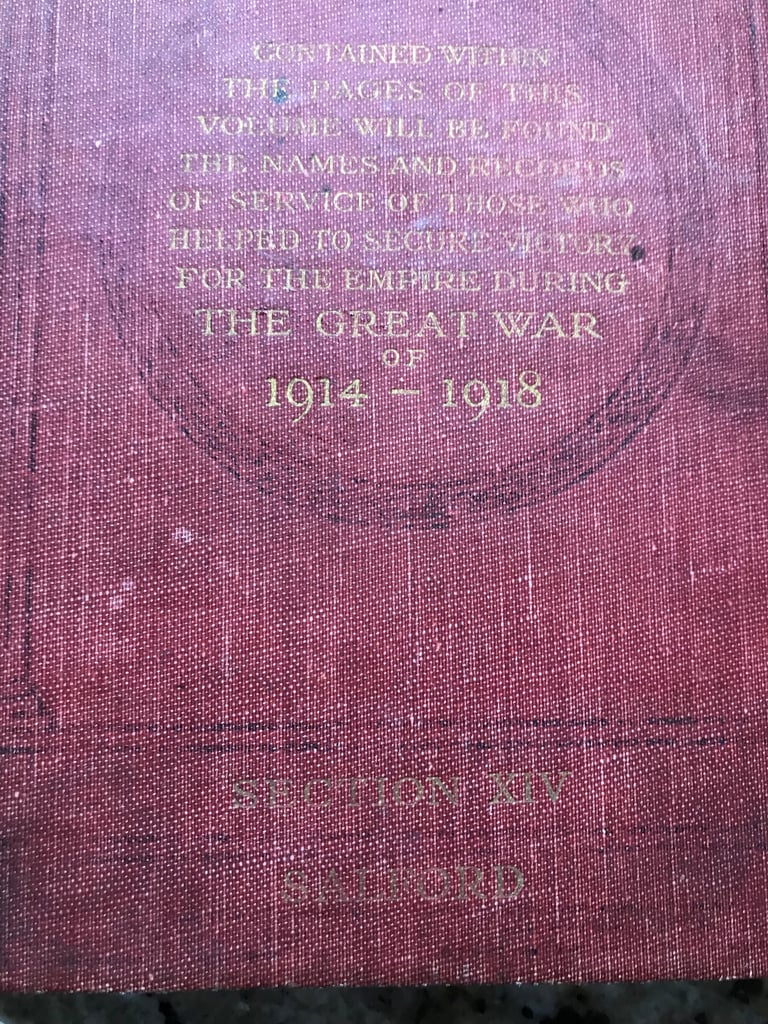 CONTAINED WITHIN
THE PAGES OF THIS
VOLUME WILL BE FOUND
THE NAMES AND RECORDS
OF SERVICE OF THOSE WHO
HELPED TO SECURE VICTORY
FOR THE EMPIRE DURING
THE GREAT WAR
OF
1914 – 1918
SECTION XIV
SALFORD